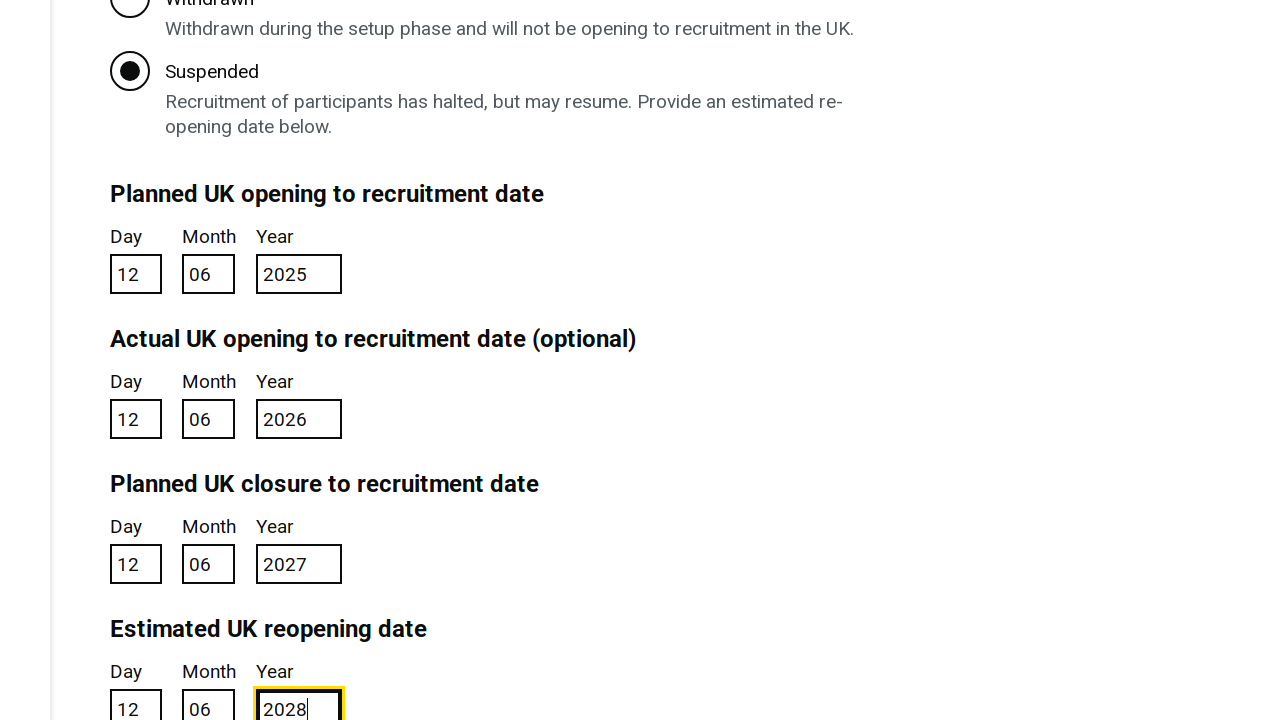 Withdrawn
Withdrawn during the setup phase and will not be opening to recruitment in the UK.
Suspended
Recruitment of participants has halted, but may resume. Provide an estimated re-
opening date below.
Planned UK opening to recruitment date
Day Month Year
12 06 2025
Actual UK opening to recruitment date (optional)
Day Month Year
12 06 2026
Planned UK closure to recruitment date
Day Month Year
12 06 2027
Estimated UK reopening date
Day Month Year
12 06 2028